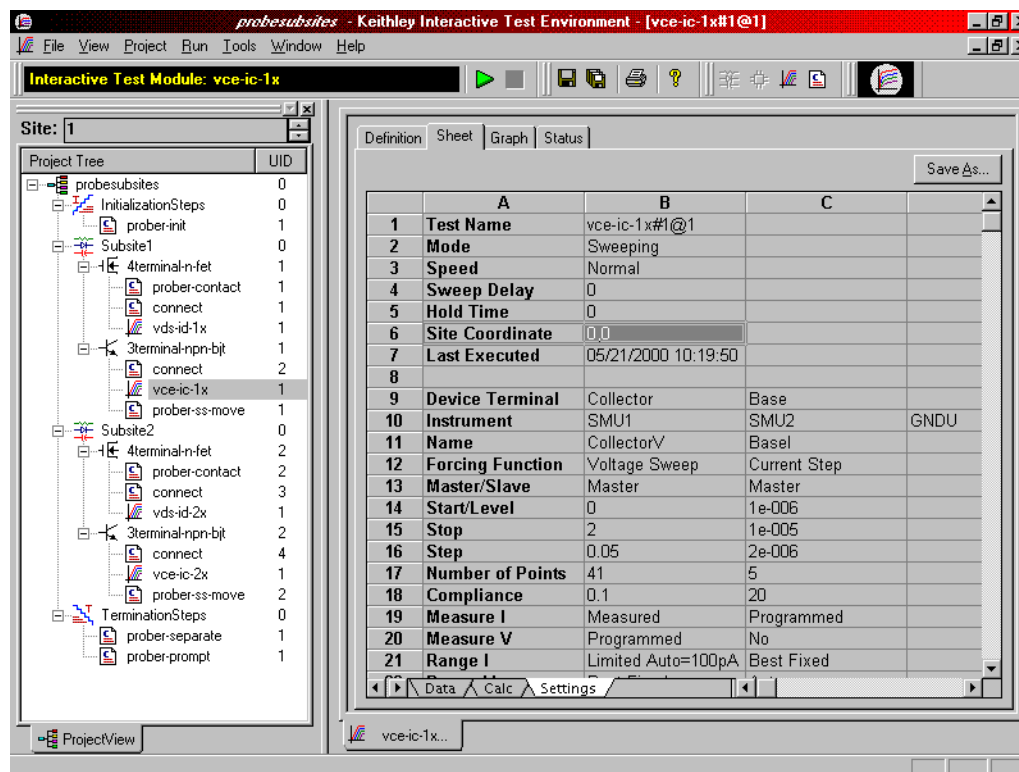 probesubsites - Keithley Interactive Test Environment - [vce-ic-1x#1@1]
File View Project Run Tools Window Help
Interactive Test Module: vce-ic-1x
Site: 1
Project Tree UID
probesubsites 0
InitializationSteps 0
prober-init 1
Subsite1 0
4terminal-n-fet 1
prober-contact 1
connect 1
vds-id-1x 1
3terminal-npn-bjt 1
connect 2
vce-ic-1x 1
prober-ss-move 1
Subsite2 0
4terminal-n-fet 2
prober-contact 2
connect 3
vds-id-2x 1
3terminal-npn-bjt 2
connect 4
vce-ic-2x 1
prober-ss-move 2
TerminationSteps 0
prober-separate 1
prober-prompt 1
ProjectView
Definition Sheet Graph Status
Save As...
A B C
1 Test Name vce-ic-1x#1@1
2 Mode Sweeping
3 Speed Normal
4 Sweep Delay 0
5 Hold Time 0
6 Site Coordinate 0,0
7 Last Executed 05/21/2000 10:19:50
8
9 Device Terminal Collector Base
10 Instrument SMU1 SMU2 GNDU
11 Name CollectorV BaseI
12 Forcing Function Voltage Sweep Current Step
13 Master/Slave Master Master
14 Start/Level 0 1e-006
15 Stop 2 1e-005
16 Step 0.05 2e-006
17 Number of Points 41 5
18 Compliance 0.1 20
19 Measure I Measured Programmed
20 Measure V Programmed No
21 Range I Limited Auto=100pA Best Fixed
Data Calc Settings
vce-ic-1x...